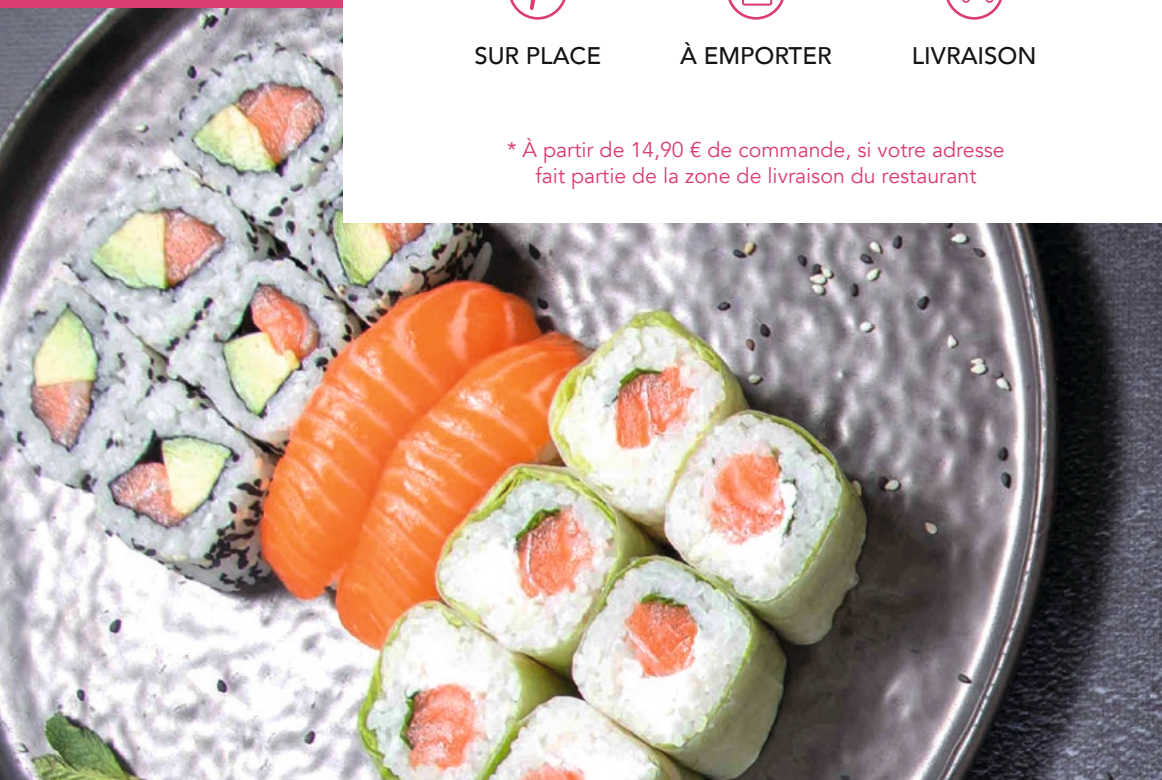 SUR PLACE
À EMPORTER
LIVRAISON
* À partir de 14,90 € de commande, si votre adresse
fait partie de la zone de livraison du restaurant